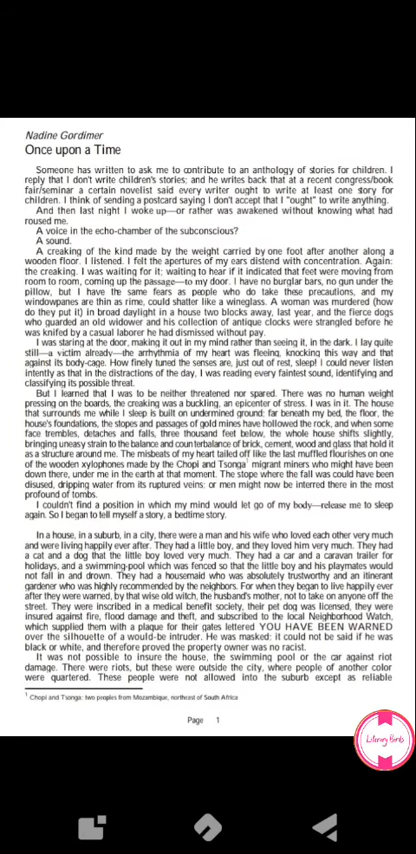 Nadine Gordimer
Once upon a Time
Someone has written to ask me to contribute to an anthology of stories for children. I
reply that I don't write children's stories; and he writes back that at a recent congress/book
fair/seminar a certain novelist said every writer ought to write at least one story for
children. I think of sending a postcard saying I don't accept that I "ought" to write anything.
And then last night I woke up—or rather was awakened without knowing what had
roused me.
A voice in the echo-chamber of the subconscious?
A sound.
A creaking of the kind made by the weight carried by one foot after another along a
wooden floor. I listened. I felt the apertures of my ears distend with concentration. Again:
the creaking. I was waiting for it; waiting to hear if it indicated that feet were moving from
room to room, coming up the passage—to my door. I have no burglar bars, no gun under the
pillow, but I have the same fears as people who do take these precautions, and my
windowpanes are thin as rime, could shatter like a wineglass. A woman was murdered (how
do they put it) in broad daylight in a house two blocks away, last year, and the fierce dogs
who guarded an old widower and his collection of antique clocks were strangled before he
was knifed by a casual laborer he had dismissed without pay.
I was staring at the door, making it out in my mind rather than seeing it, in the dark. I lay quite
still—a victim already—the arrhythmia of my heart was fleeing, knocking this way and that
against its body-cage. How finely tuned the senses are, just out of rest, sleep! I could never listen
intently as that in the distractions of the day, I was reading every faintest sound, identifying and
classifying its possible threat.
But I learned that I was to be neither threatened nor spared. There was no human weight
pressing on the boards, the creaking was a buckling, an epicenter of stress. I was in it. The house
that surrounds me while I sleep is built on undermined ground; far beneath my bed, the floor, the
house's foundations, the stopes and passages of gold mines have hollowed the rock, and when some
face trembles, detaches and falls, three thousand feet below, the whole house shifts slightly,
bringing uneasy strain to the balance and counterbalance of brick, cement, wood and glass that hold it
as a structure around me. The misbeats of my heart tailed off like the last muffled flourishes on one
of the wooden xylophones made by the Chopi and Tsonga¹ migrant miners who might have been
down there, under me in the earth at that moment. The stope where the fall was could have been
disused, dripping water from its ruptured veins; or men might now be interred there in the most
profound of tombs.
I couldn't find a position in which my mind would let go of my body—release me to sleep
again. So I began to tell myself a story, a bedtime story.
In a house, in a suburb, in a city, there were a man and his wife who loved each other very much
and were living happily ever after. They had a little boy, and they loved him very much. They had
a cat and a dog that the little boy loved very much. They had a car and a caravan trailer for
holidays, and a swimming-pool which was fenced so that the little boy and his playmates would
not fall in and drown. They had a housemaid who was absolutely trustworthy and an itinerant
gardener who was highly recommended by the neighbors. For when they began to live happily ever
after they were warned, by that wise old witch, the husband's mother, not to take on anyone off the
street. They were inscribed in a medical benefit society, their pet dog was licensed, they were
insured against fire, flood damage and theft, and subscribed to the local Neighborhood Watch,
which supplied them with a plaque for their gates lettered YOU HAVE BEEN WARNED
over the silhouette of a would-be intruder. He was masked; it could not be said if he was
black or white, and therefore proved the property owner was no racist.
It was not possible to insure the house, the swimming pool or the car against riot
damage. There were riots, but these were outside the city, where people of another color
were quartered. These people were not allowed into the suburb except as reliable
¹ Chopi and Tsonga: two peoples from Mozambique, northeast of South Africa
Page 1
Literary Birds